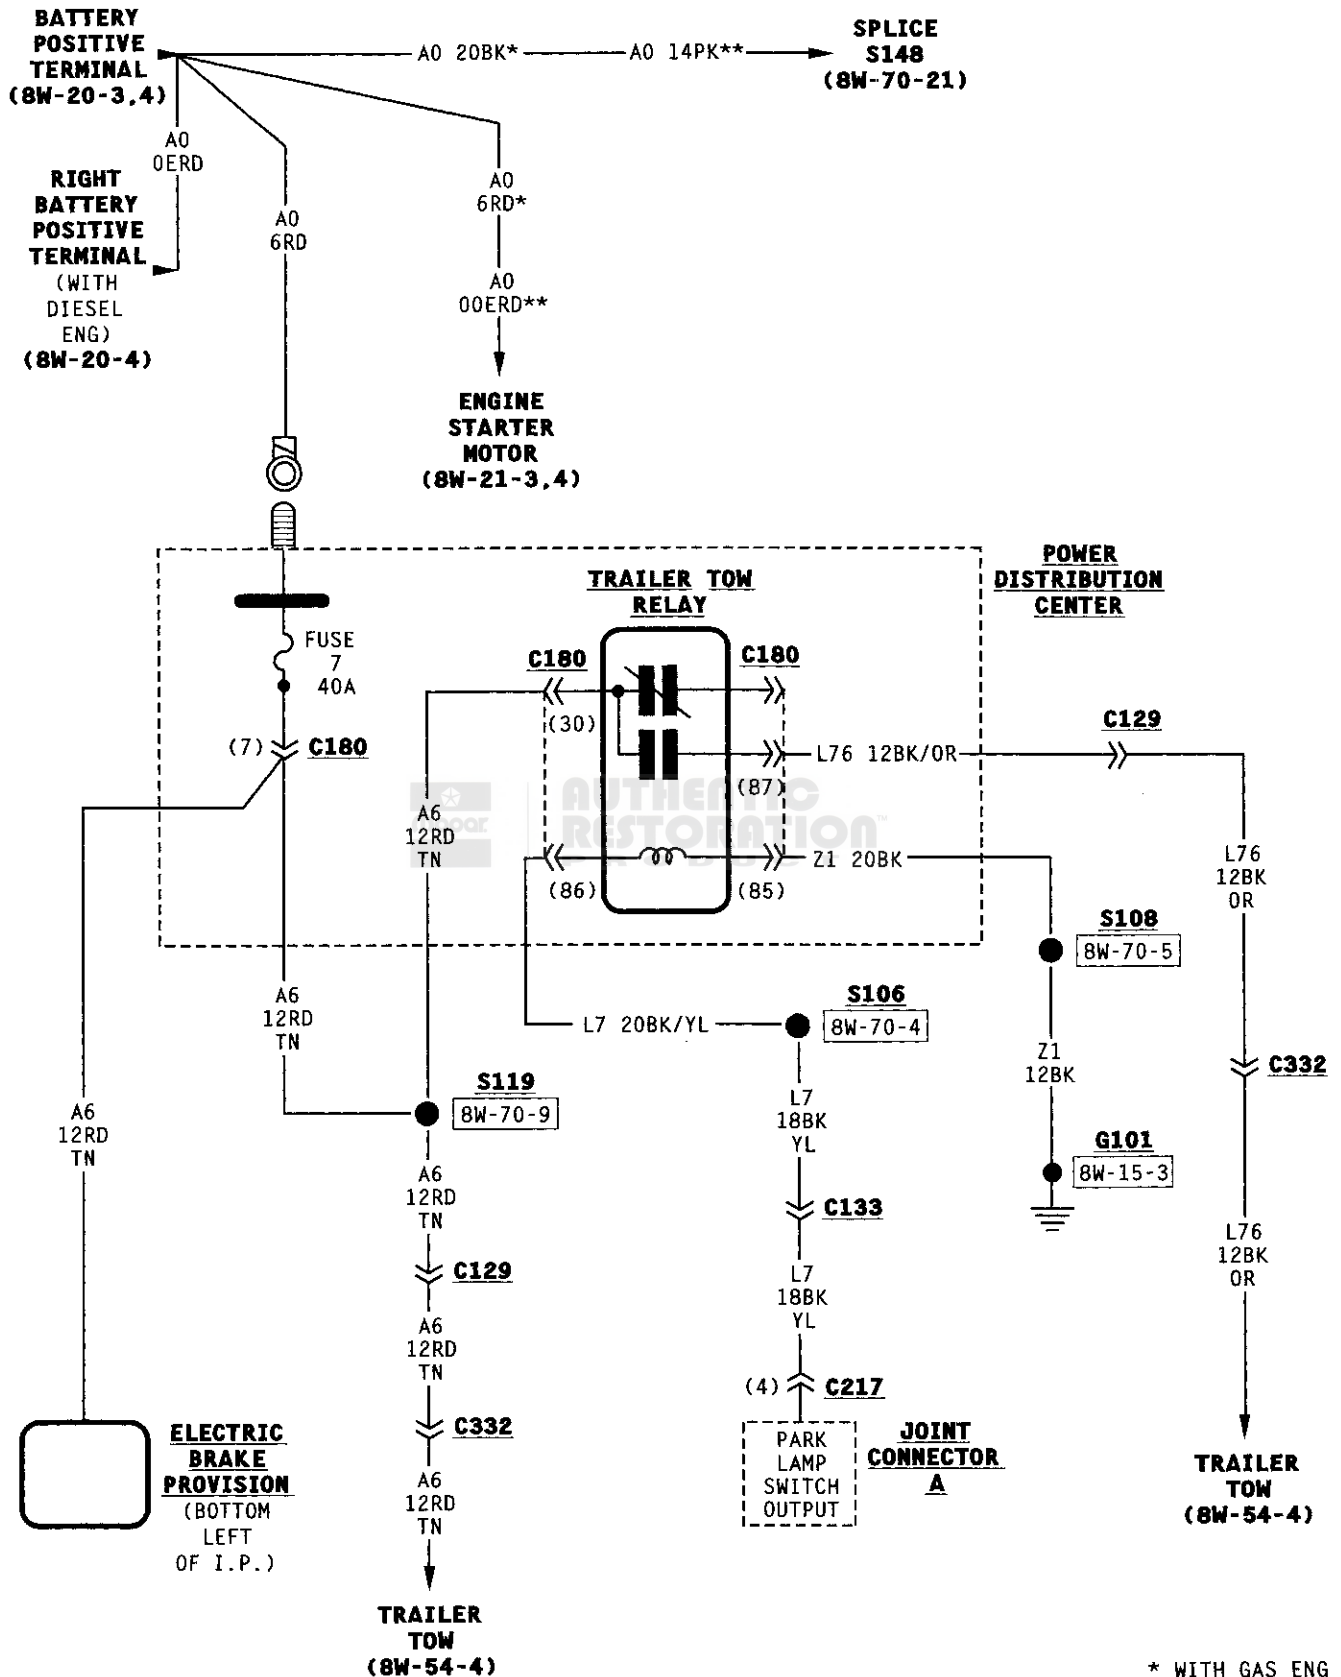 BATTERY
POSITIVE
TERMINAL
(8W-20-3,4)
A0 20BK*
A0 14PK**
SPLICE
S148
(8W-70-21)
A0
0ERD
RIGHT
BATTERY
POSITIVE
TERMINAL
(WITH
DIESEL
ENG)
(8W-20-4)
A0
6RD
A0
6RD*
A0
00ERD**
ENGINE
STARTER
MOTOR
(8W-21-3,4)
POWER
DISTRIBUTION
CENTER
TRAILER TOW
RELAY
FUSE
7
40A
C180
C180
(30)
(7)
C180
(87)
L76 12BK/OR
C129
mopar
AUTHENTIC
RESTORATION™
PRODUCT
A6
12RD
TN
(86)
(85)
Z1 20BK
L76
12BK
OR
S108
8W-70-5
A6
12RD
TN
L7 20BK/YL
S106
8W-70-4
Z1
12BK
C332
S119
8W-70-9
A6
12RD
TN
L7
18BK
YL
G101
8W-15-3
A6
12RD
TN
C133
L76
12BK
OR
C129
L7
18BK
YL
A6
12RD
TN
(4)
C217
C332
ELECTRIC
BRAKE
PROVISION
(BOTTOM
LEFT
OF I.P.)
PARK
LAMP
SWITCH
OUTPUT
JOINT
CONNECTOR
A
A6
12RD
TN
TRAILER
TOW
(8W-54-4)
TRAILER
TOW
(8W-54-4)
* WITH GAS ENG